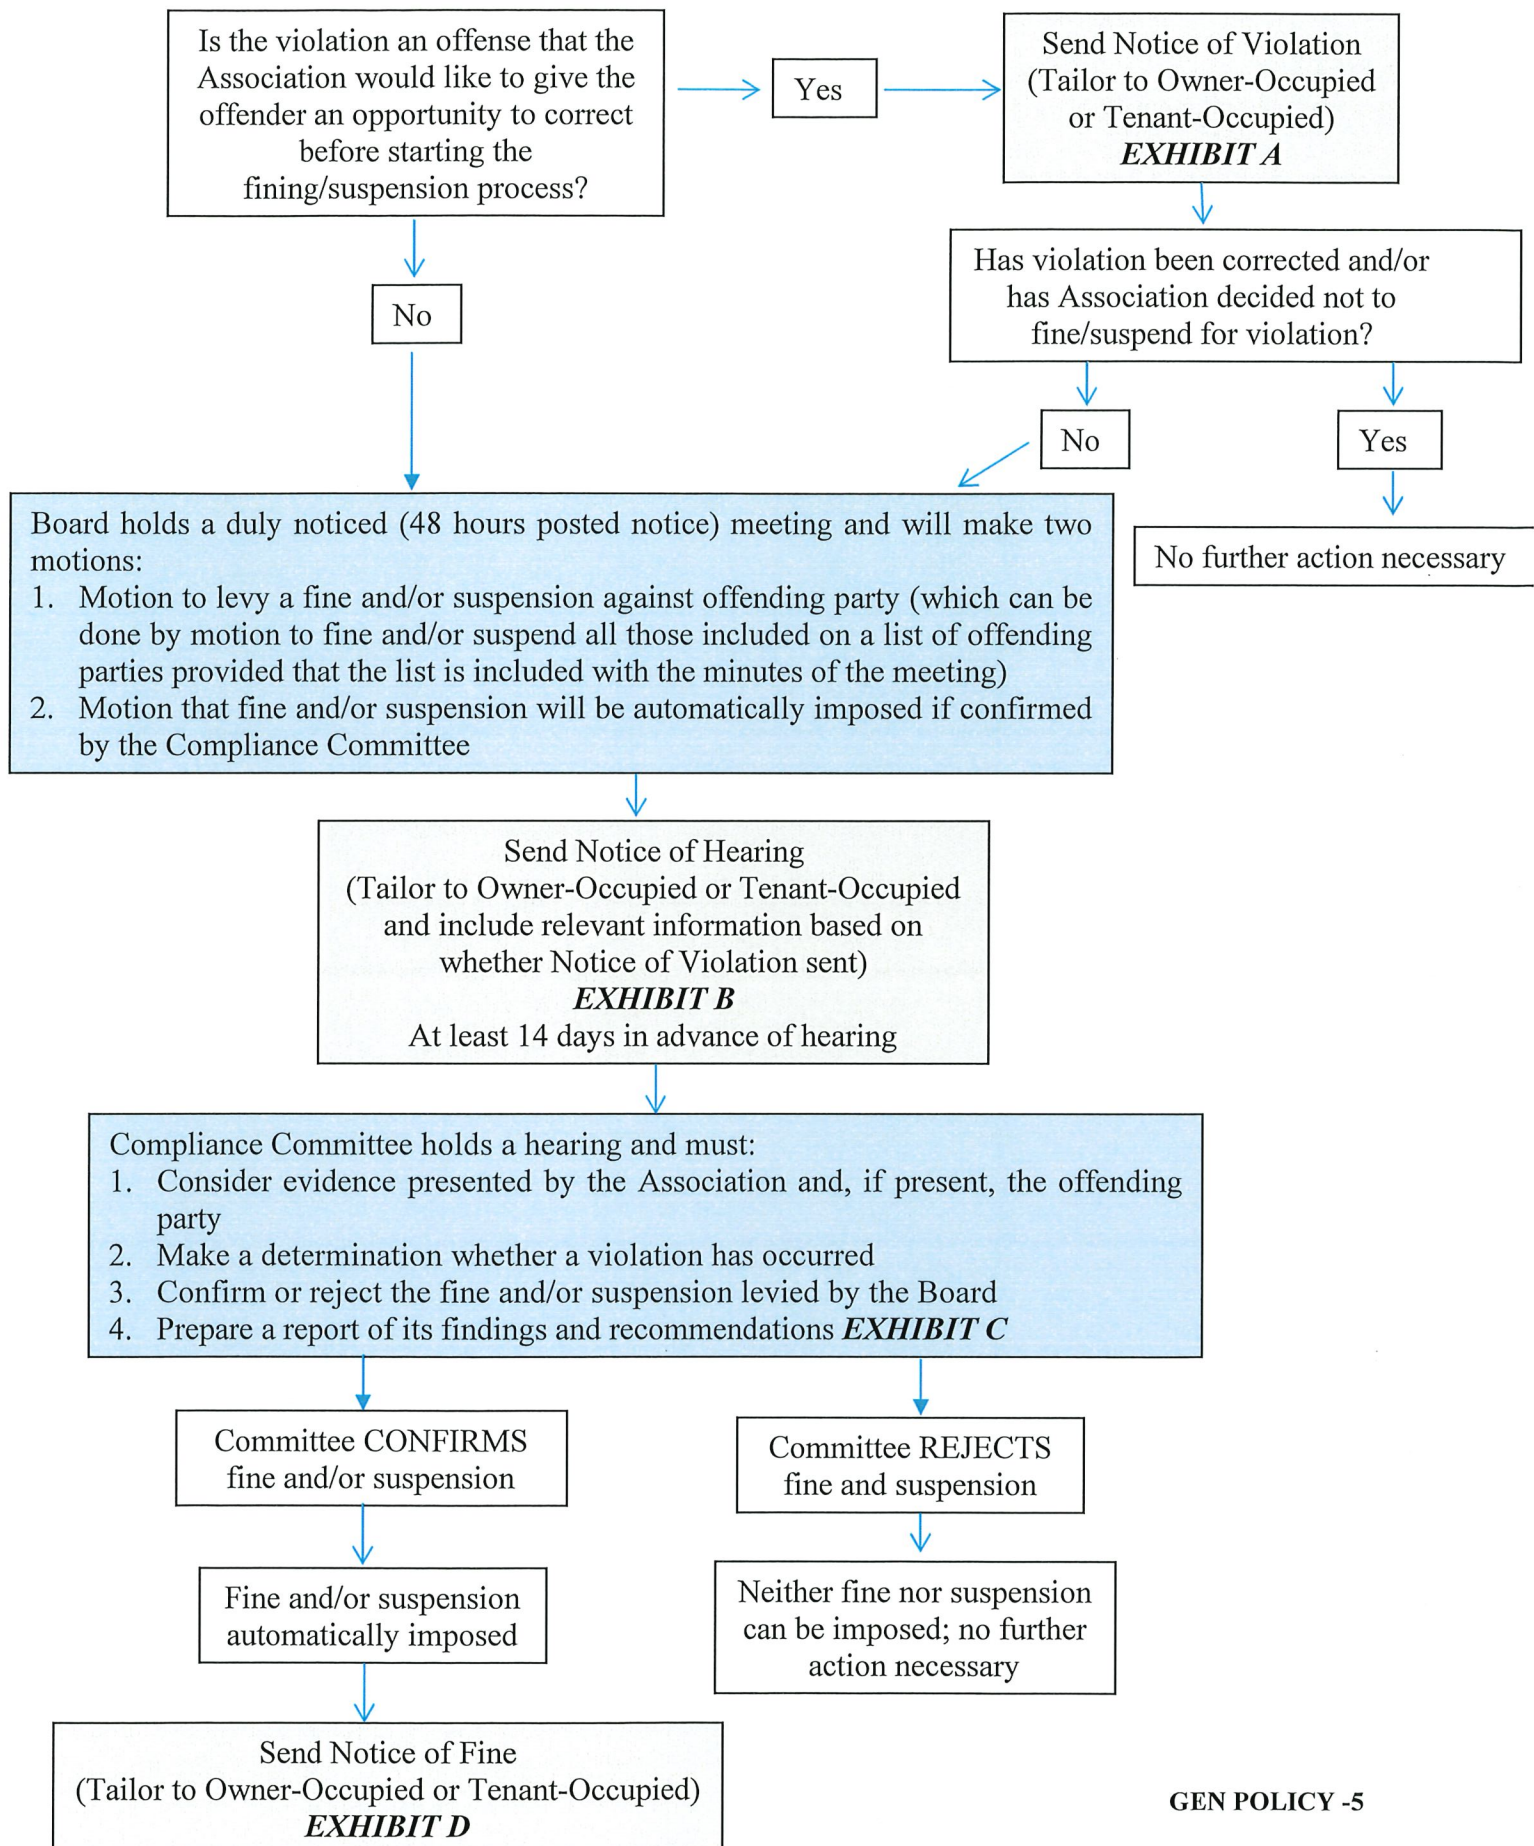 Is the violation an offense that the
Association would like to give the
offender an opportunity to correct
before starting the
fining/suspension process?
Yes
Send Notice of Violation
(Tailor to Owner-Occupied
or Tenant-Occupied)
EXHIBIT A
No
Has violation been corrected and/or
has Association decided not to
fine/suspend for violation?
No
Yes
No further action necessary
Board holds a duly noticed (48 hours posted notice) meeting and will make two
motions:
1. Motion to levy a fine and/or suspension against offending party (which can be
done by motion to fine and/or suspend all those included on a list of offending
parties provided that the list is included with the minutes of the meeting)
2. Motion that fine and/or suspension will be automatically imposed if confirmed
by the Compliance Committee
Send Notice of Hearing
(Tailor to Owner-Occupied or Tenant-Occupied
and include relevant information based on
whether Notice of Violation sent)
EXHIBIT B
At least 14 days in advance of hearing
Compliance Committee holds a hearing and must:
1. Consider evidence presented by the Association and, if present, the offending
party
2. Make a determination whether a violation has occurred
3. Confirm or reject the fine and/or suspension levied by the Board
4. Prepare a report of its findings and recommendations EXHIBIT C
Committee CONFIRMS
fine and/or suspension
Committee REJECTS
fine and suspension
Fine and/or suspension
automatically imposed
Neither fine nor suspension
can be imposed; no further
action necessary
Send Notice of Fine
(Tailor to Owner-Occupied or Tenant-Occupied)
EXHIBIT D
GEN POLICY -5